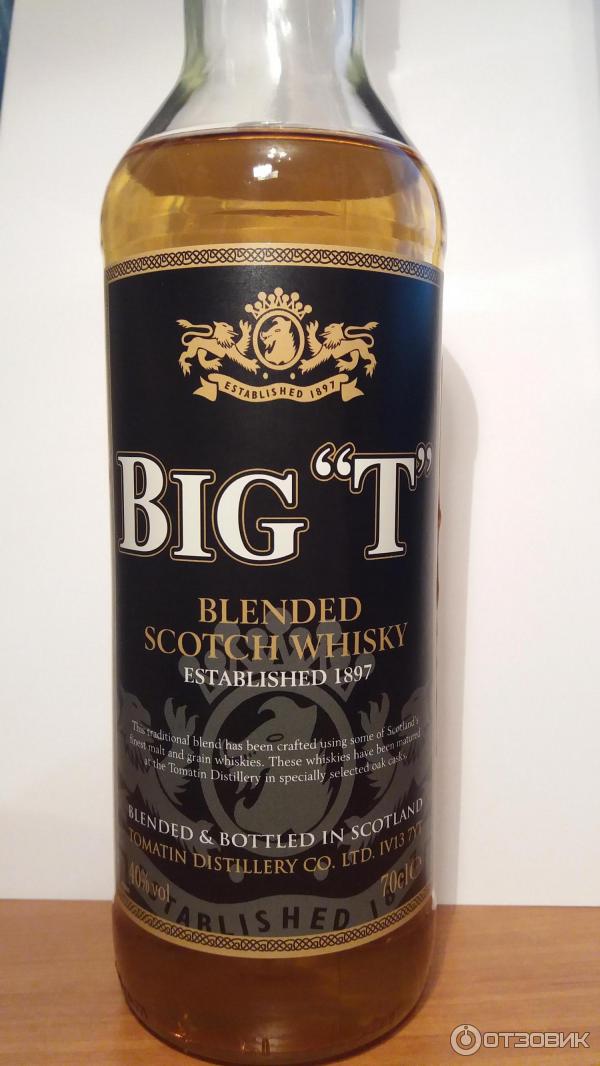 ESTABLISHED 1897
BIG "T"
BLENDED
SCOTCH WHISKY
ESTABLISHED 1897
This traditional blend has been crafted using some of Scotland's
finest malt and grain whiskies. These whiskies have been matured
at the Tomatin Distillery in specially selected oak casks.
BLENDED & BOTTLED IN SCOTLAND
TOMATIN DISTILLERY CO. LTD. IV13 7YT
40% vol
70cl
ESTABLISHED
ОТЗОВИК